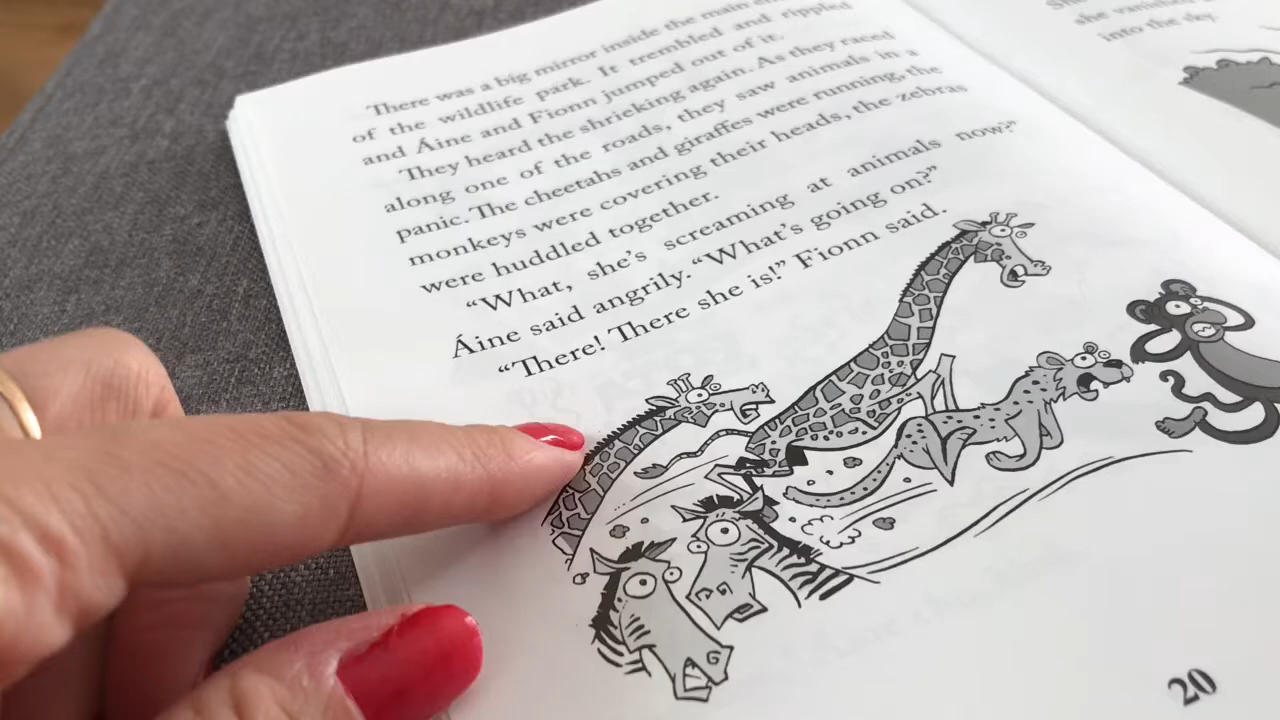 There was a big mirror inside the main
of the wildlife park. It trembled and rippled
and Áine and Fionn jumped out of it.
They heard the shrieking again. As they raced
along one of the roads, they saw animals in a
panic. The cheetahs and giraffes were running, the
monkeys were covering their heads, the zebras
were huddled together.
“What, she’s screaming at animals now?”
Áine said angrily. “What’s going on?”
“There! There she is!” Fionn said.
20
she vanished
into the sky.